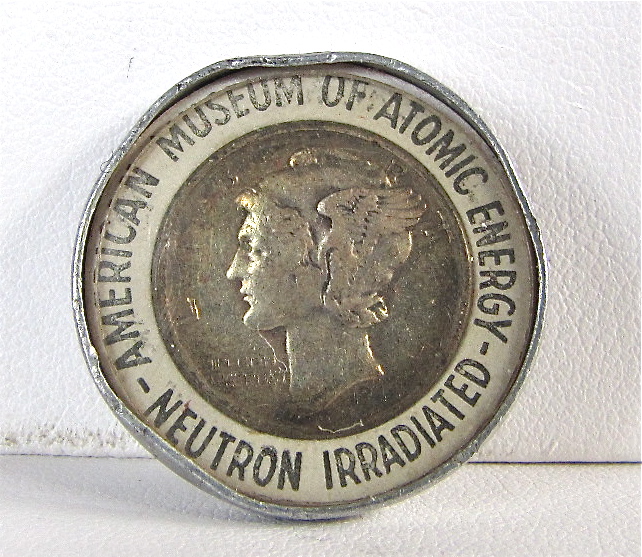 AMERICAN MUSEUM OF ATOMIC ENERGY
- NEUTRON IRRADIATED -